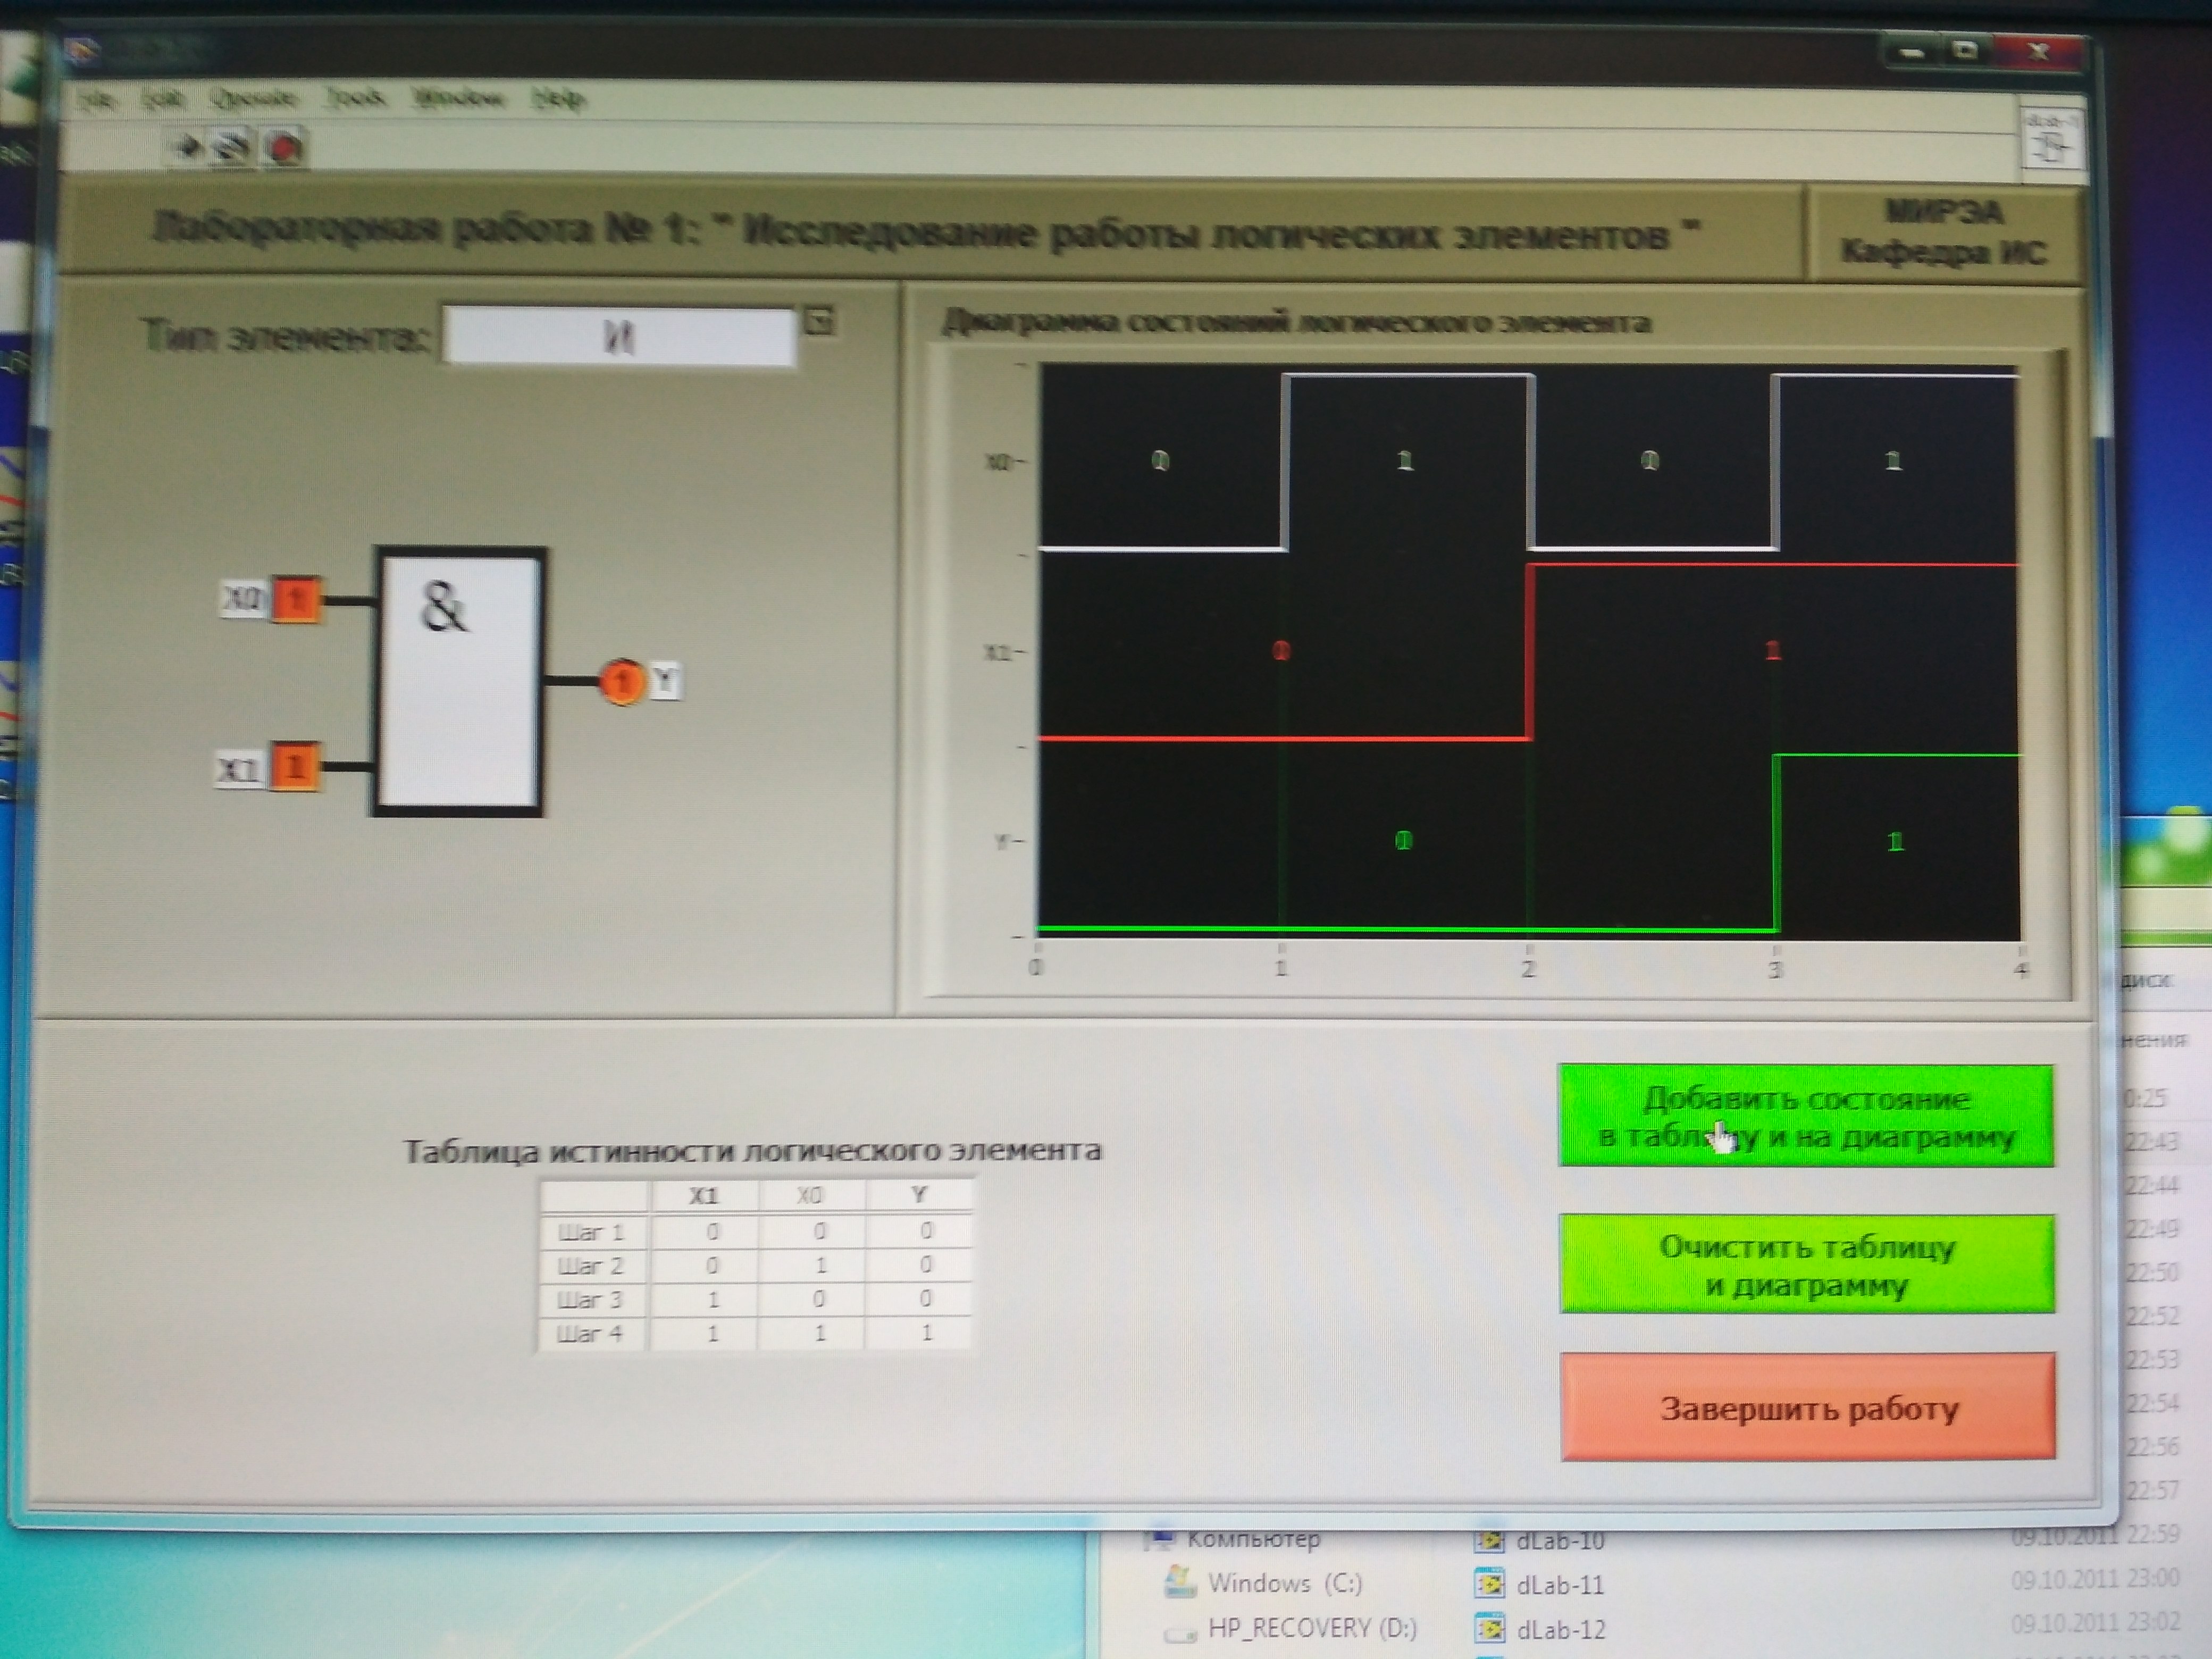 File Edit Operate Tools Window Help
dLab-1
Лабораторная работа № 1: " Исследование работы логических элементов "
МИРЭА
Кафедра ИС
Тип элемента: И
Диаграмма состояний логического элемента
X0 0 1 0 1
X1 0 1
Y 0 1
0 1 2 3 4
X0 1
&
1 Y
X1 1
Таблица истинности логического элемента
X1 X0 Y
Шаг 1 0 0 0
Шаг 2 0 1 0
Шаг 3 1 0 0
Шаг 4 1 1 1
Добавить состояние
в таблицу и на диаграмму
Очистить таблицу
и диаграмму
Завершить работу
диск
нения
0:25
22:43
22:44
22:49
22:50
22:52
22:53
22:54
22:56
22:57
Компьютер dLab-10 09.10.2011 22:59
Windows (C:) dLab-11 09.10.2011 23:00
HP_RECOVERY (D:) dLab-12 09.10.2011 23:02